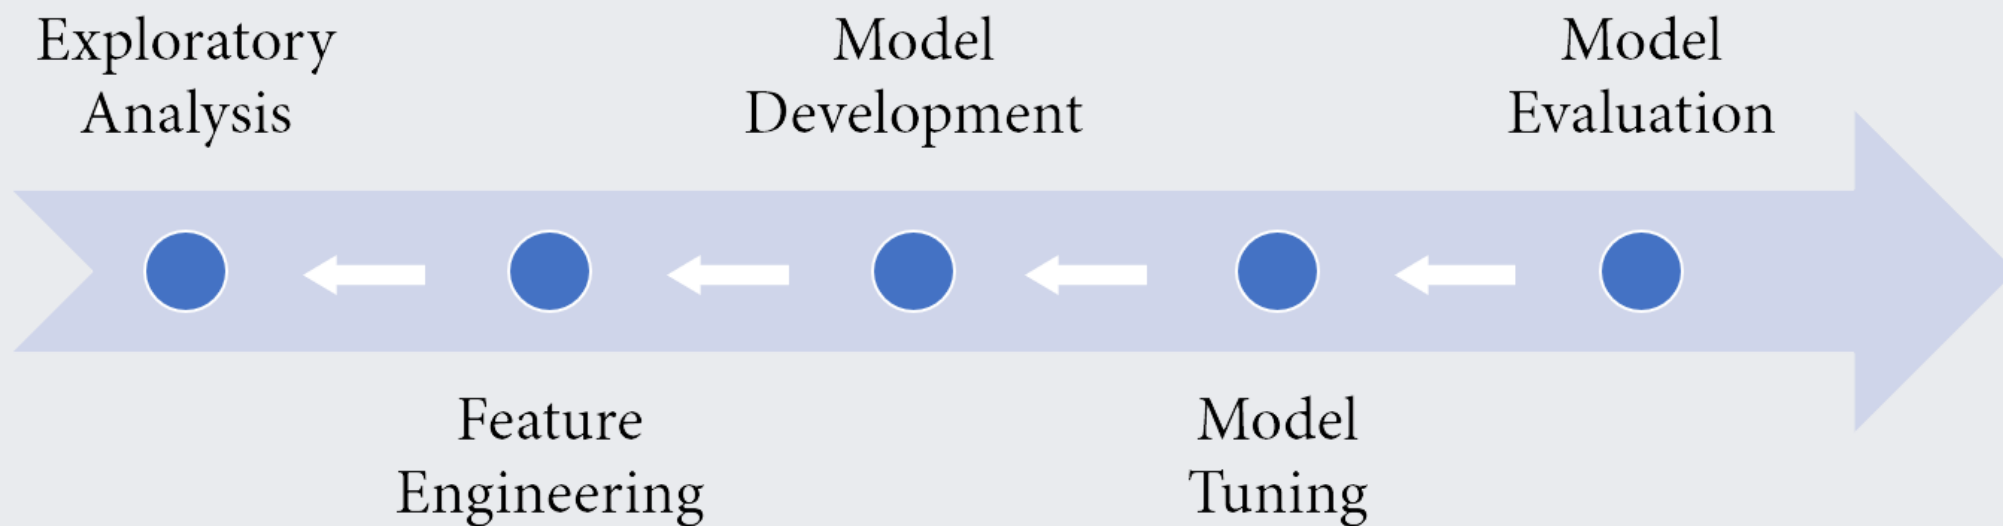 Exploratory
Analysis
Feature
Engineering
Model
Development
Model
Tuning
Model
Evaluation